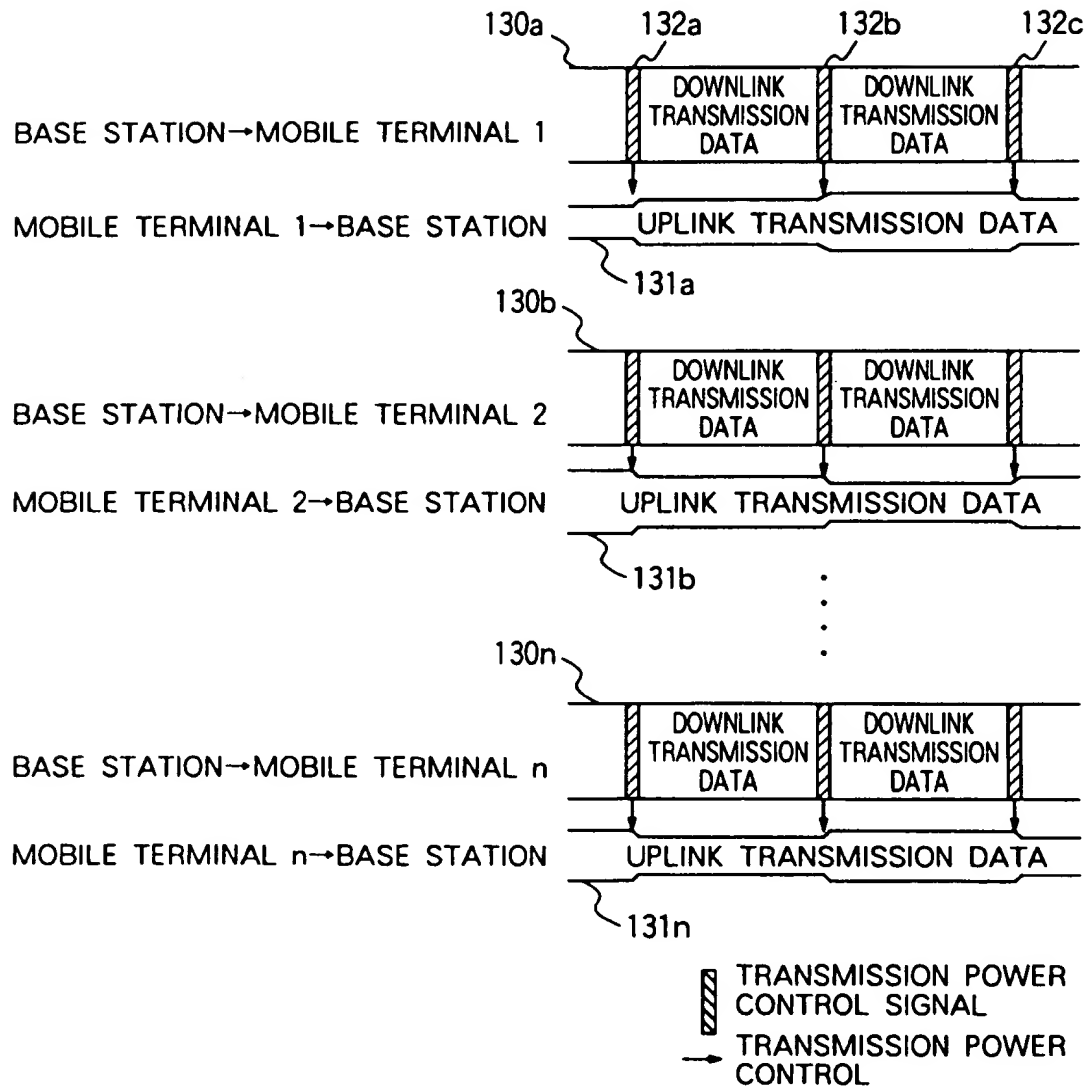 130a 132a 132b 132c
DOWNLINK TRANSMISSION DATA DOWNLINK TRANSMISSION DATA
BASE STATION→MOBILE TERMINAL 1
MOBILE TERMINAL 1→BASE STATION UPLINK TRANSMISSION DATA
131a
130b
DOWNLINK TRANSMISSION DATA DOWNLINK TRANSMISSION DATA
BASE STATION→MOBILE TERMINAL 2
MOBILE TERMINAL 2→BASE STATION UPLINK TRANSMISSION DATA
131b
130n
DOWNLINK TRANSMISSION DATA DOWNLINK TRANSMISSION DATA
BASE STATION→MOBILE TERMINAL n
MOBILE TERMINAL n→BASE STATION UPLINK TRANSMISSION DATA
131n
TRANSMISSION POWER
CONTROL SIGNAL
TRANSMISSION POWER
CONTROL